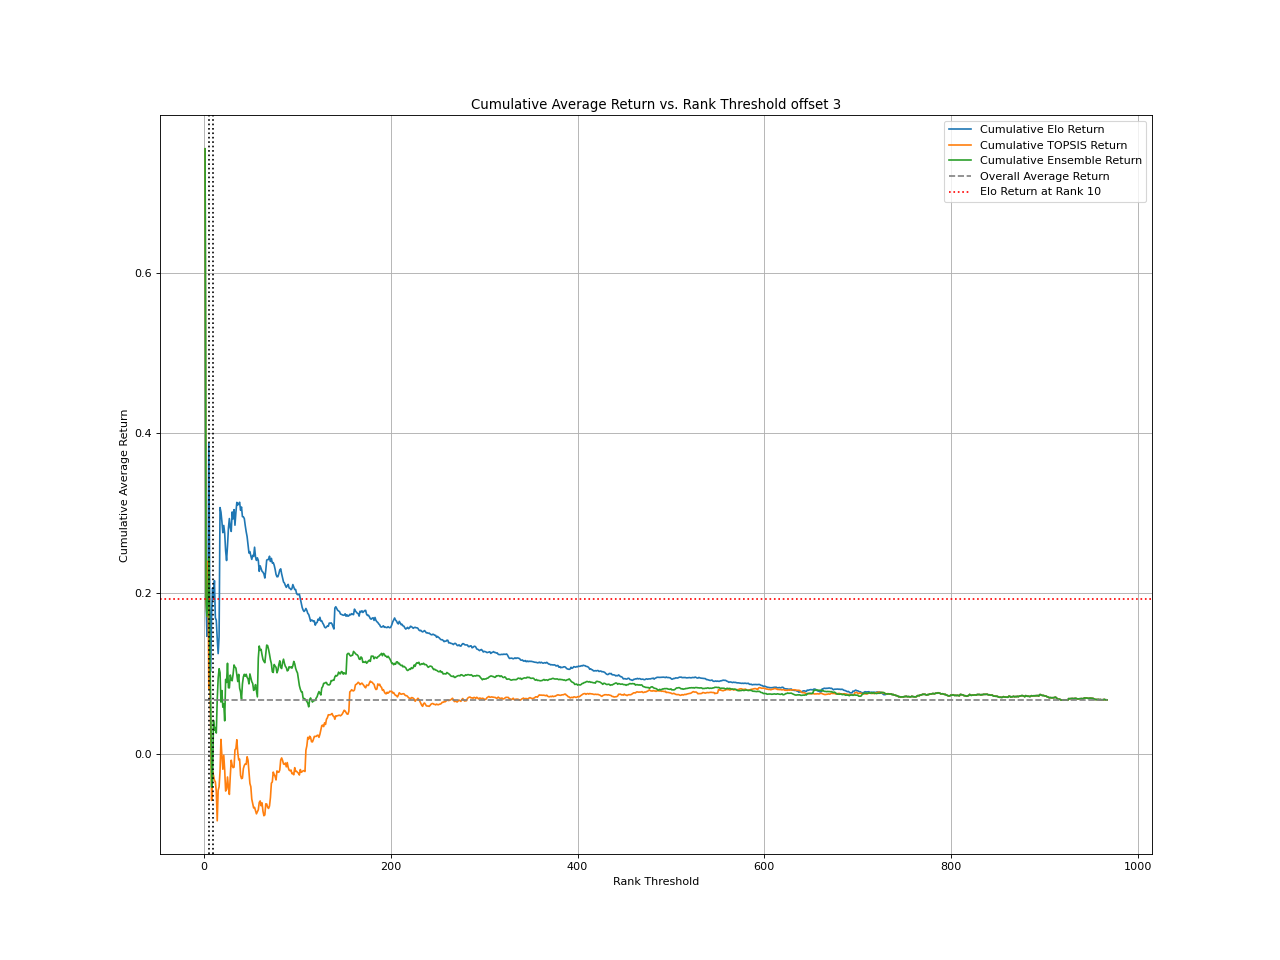 Cumulative Average Return vs. Rank Threshold offset 3
Cumulative Elo Return
Cumulative TOPSIS Return
Cumulative Ensemble Return
Overall Average Return
Elo Return at Rank 10
Cumulative Average Return
0.6
0.4
0.2
0.0
0 200 400 600 800 1000
Rank Threshold